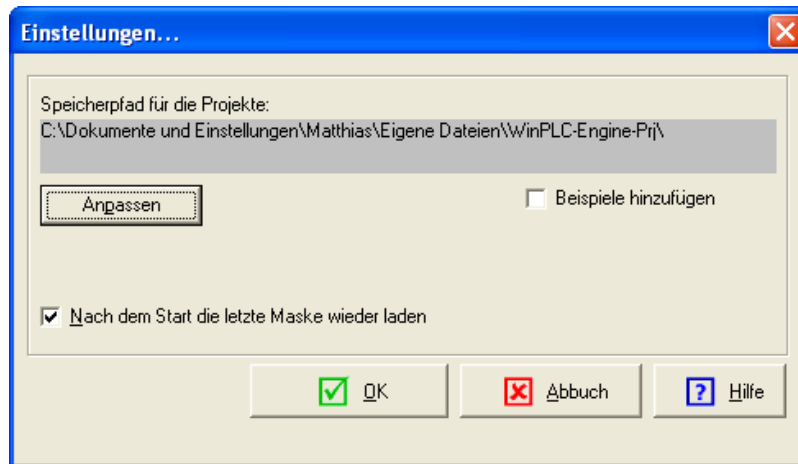 Einstellungen...
Speicherpfad für die Projekte:
C:\Dokumente und Einstellungen\Matthias\Eigene Dateien\WinPLC-Engine-Prj\
Anpassen
Beispiele hinzufügen
Nach dem Start die letzte Maske wieder laden
OK
Abbuch
? Hilfe